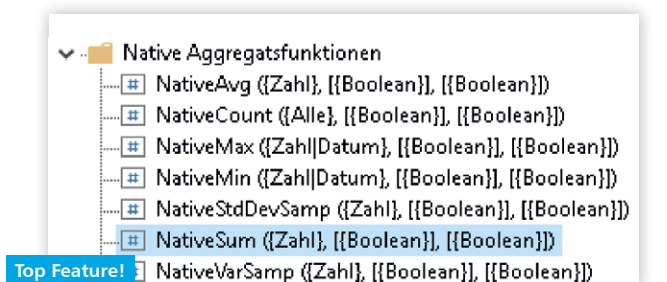 Native Aggregatsfunktionen
NativeAvg ({Zahl}, [{Boolean}], [{Boolean}])
NativeCount ({Alle}, [{Boolean}], [{Boolean}])
NativeMax ({Zahl|Datum}, [{Boolean}], [{Boolean}])
NativeMin ({Zahl|Datum}, [{Boolean}], [{Boolean}])
NativeStdDevSamp ({Zahl}, [{Boolean}], [{Boolean}])
NativeSum ({Zahl}, [{Boolean}], [{Boolean}])
Top Feature! NativeVarSamp ({Zahl}, [{Boolean}], [{Boolean}])